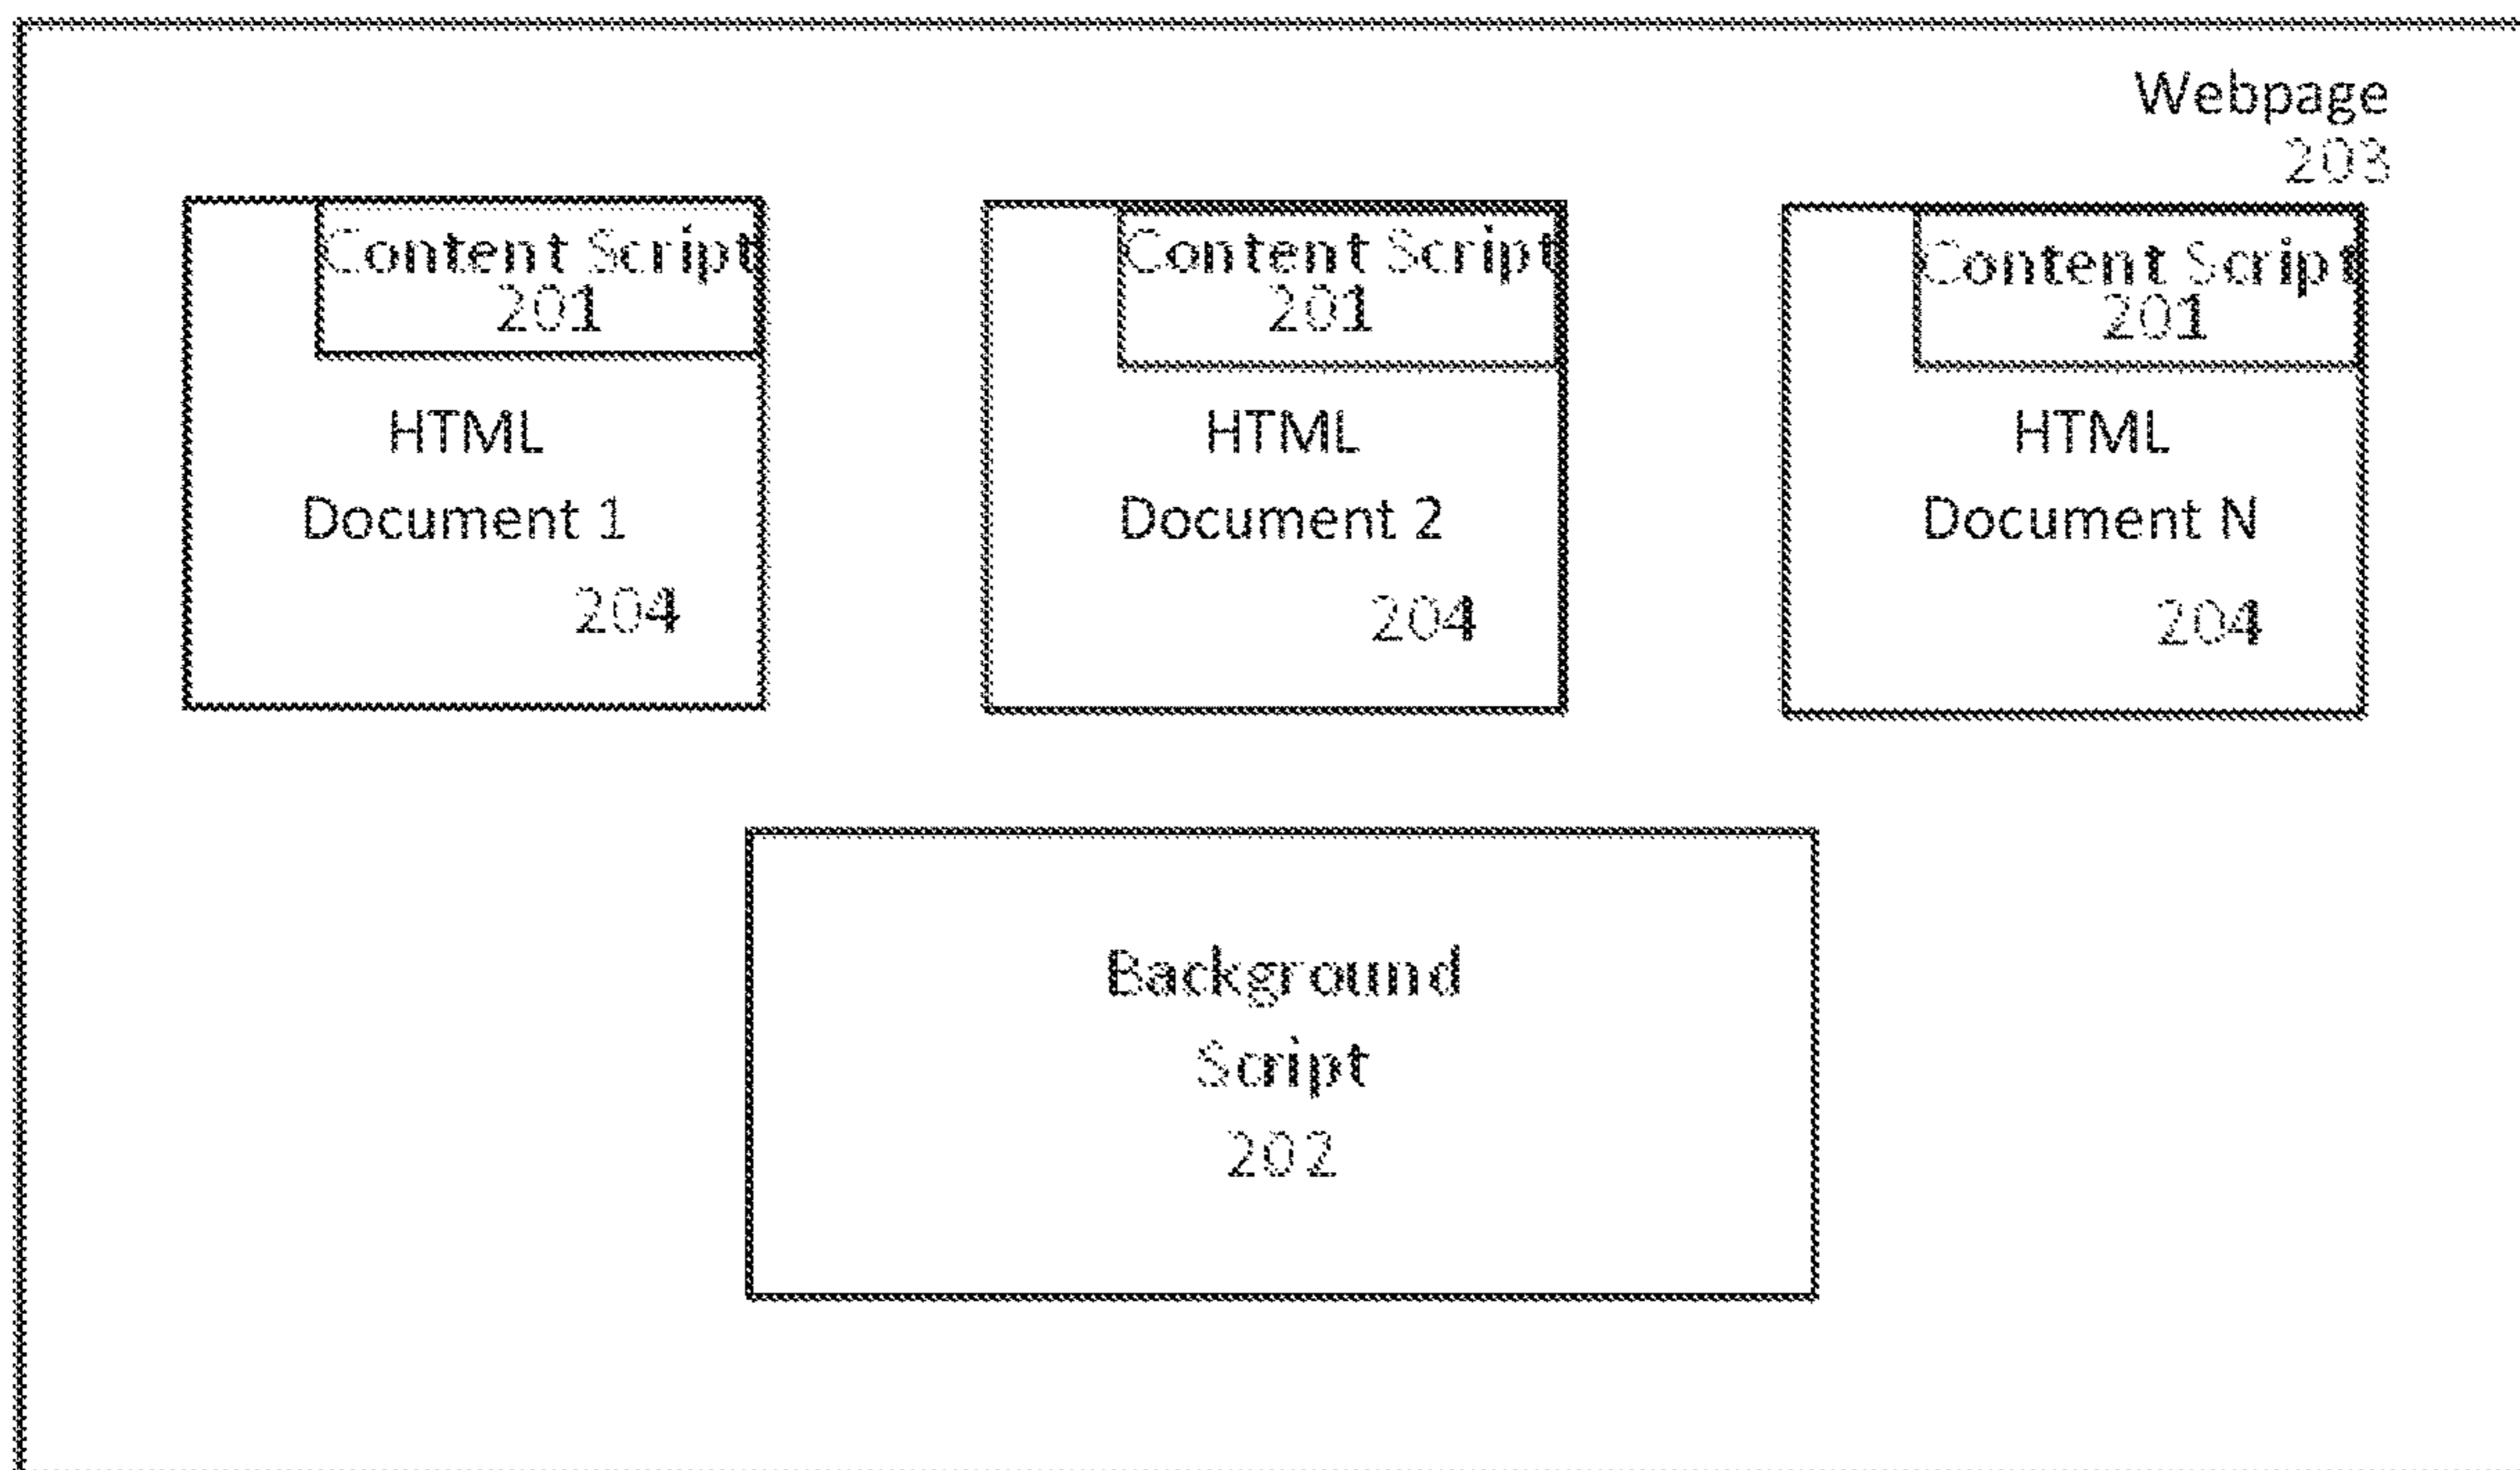 Webpage
203
Content Script
201
HTML
Document 1
204
Content Script
201
HTML
Document 2
204
Content Script
201
HTML
Document N
204
Background
Script
202